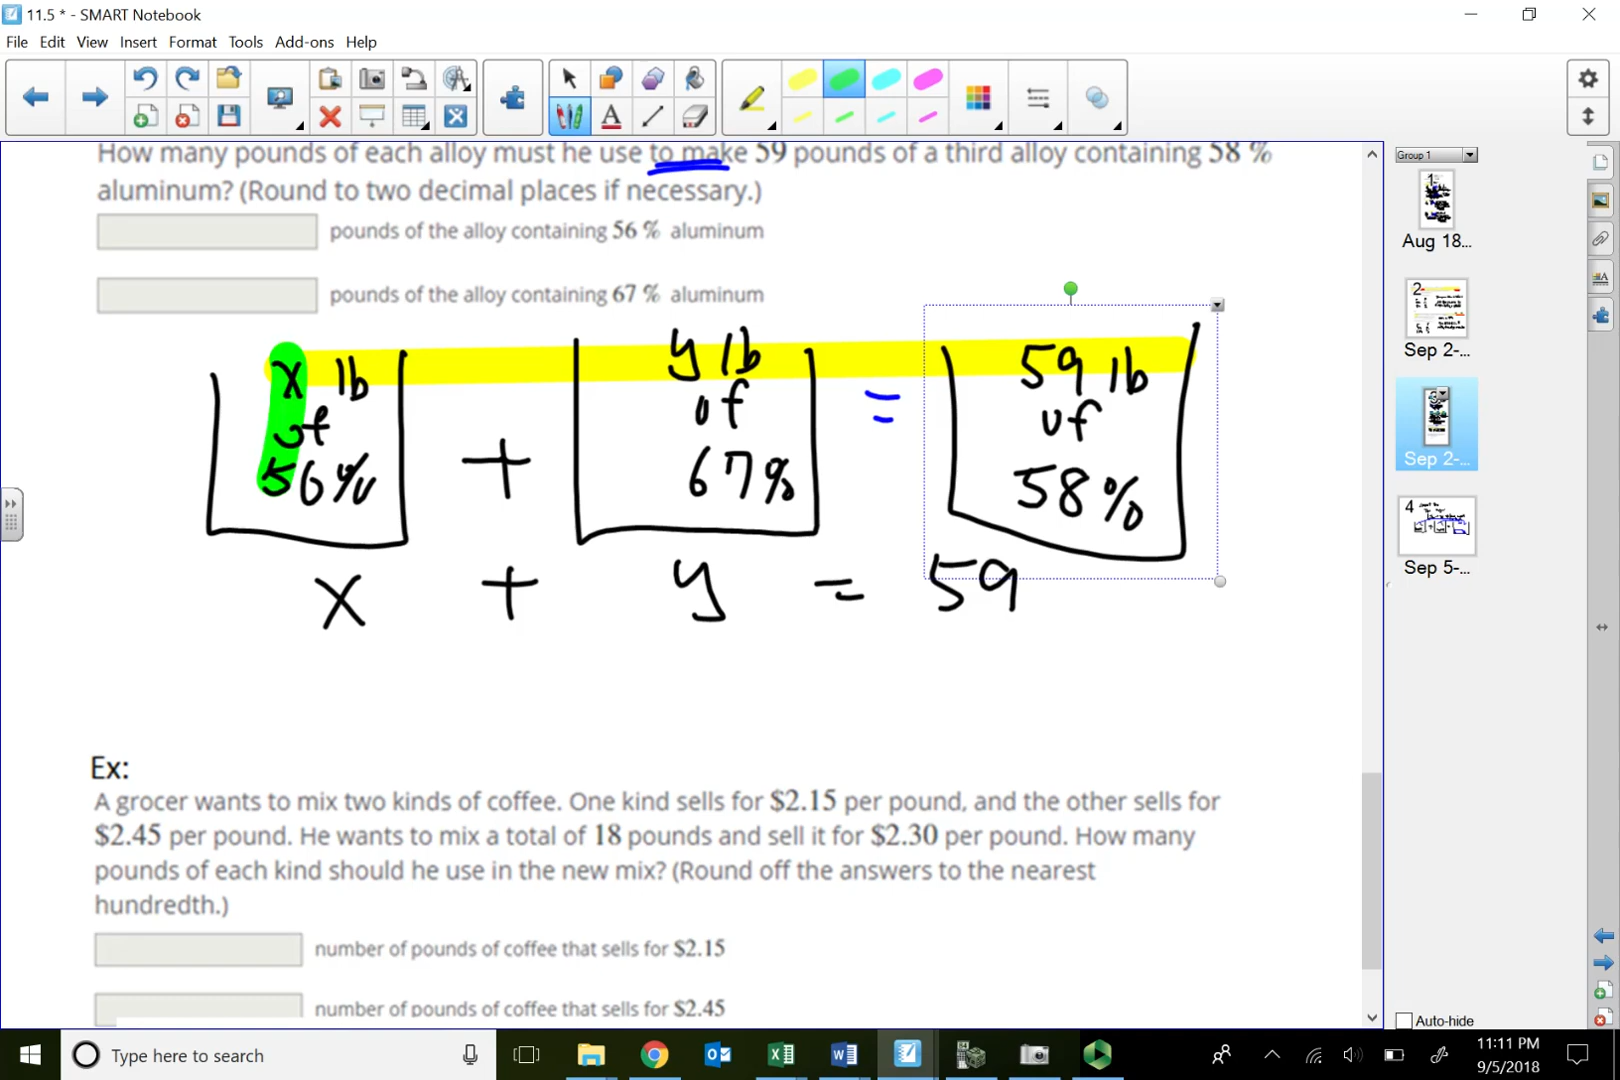 11.5 * - SMART Notebook
File Edit View Insert Format Tools Add-ons Help
How many pounds of each alloy must he use to make 59 pounds of a third alloy containing 58 %
aluminum? (Round to two decimal places if necessary.)
pounds of the alloy containing 56 % aluminum
pounds of the alloy containing 67 % aluminum
x lb
of
56%
+
y lb
of
67%
=
59 lb
of
58%
x + y = 59
Ex:
A grocer wants to mix two kinds of coffee. One kind sells for $2.15 per pound, and the other sells for
$2.45 per pound. He wants to mix a total of 18 pounds and sell it for $2.30 per pound. How many
pounds of each kind should he use in the new mix? (Round off the answers to the nearest
hundredth.)
number of pounds of coffee that sells for $2.15
number of pounds of coffee that sells for $2.45
Group 1
1
Aug 18...
2
Sep 2-...
Sep 2-...
4
Sep 5-...
Auto-hide
Type here to search
11:11 PM
9/5/2018